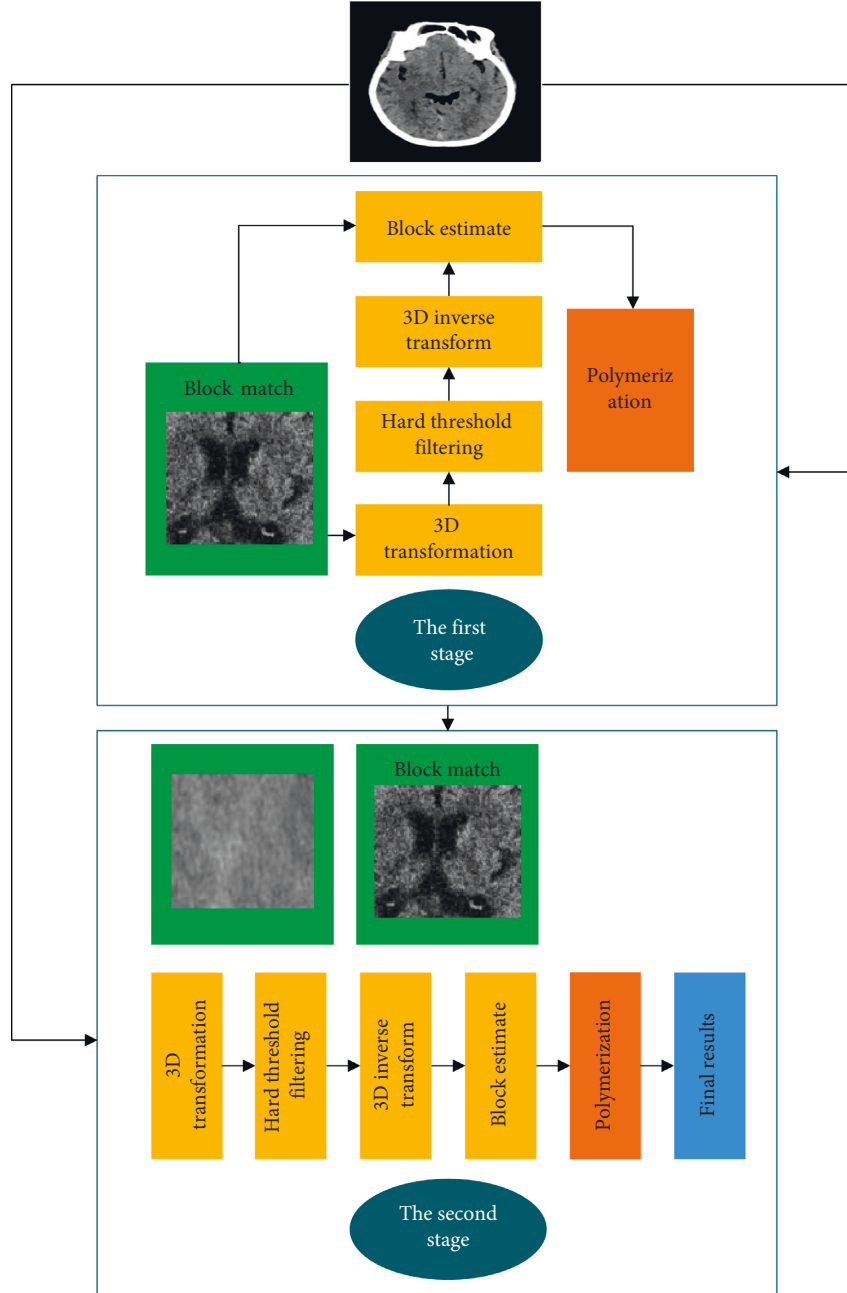 Block estimate
3D inverse
transform
Block match
Polymeriz
ation
Hard threshold
filtering
3D
transformation
The first
stage
Block match
3D
transformation
Hard threshold
filtering
3D inverse
transform
Block estimate
Polymerization
Final results
The second
stage